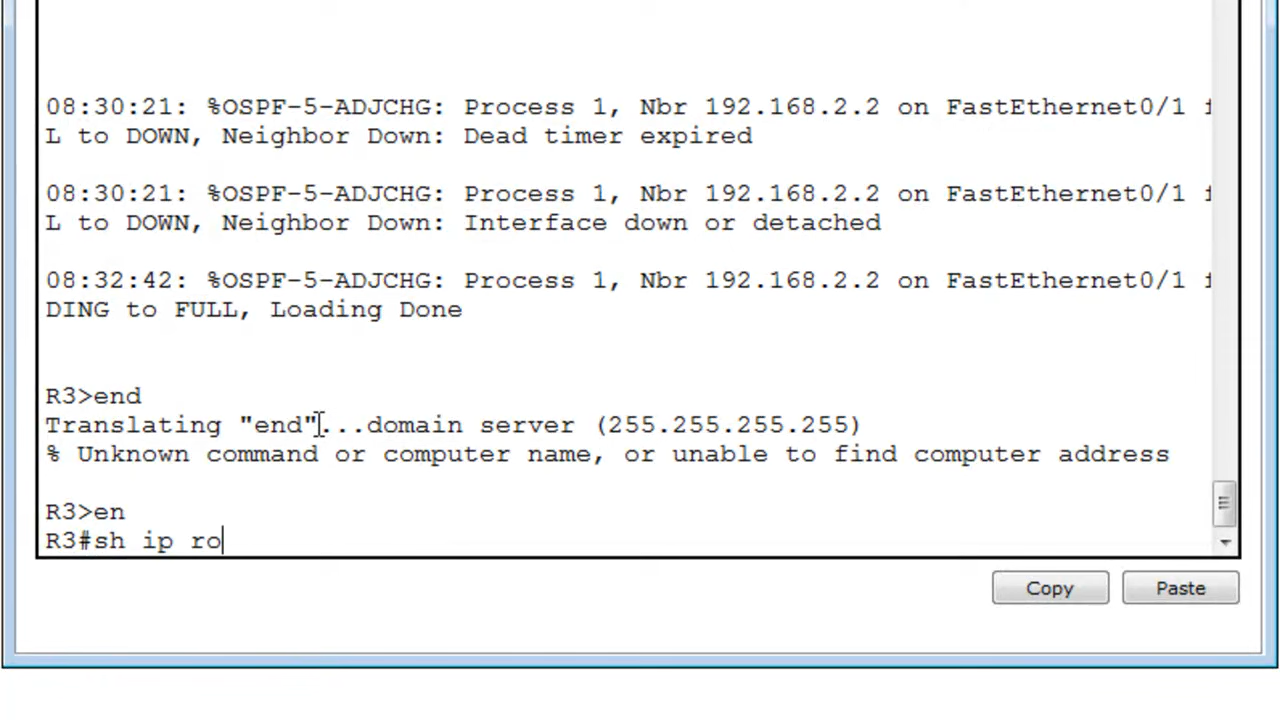 08:30:21: %OSPF-5-ADJCHG: Process 1, Nbr 192.168.2.2 on FastEthernet0/1
L to DOWN, Neighbor Down: Dead timer expired
08:30:21: %OSPF-5-ADJCHG: Process 1, Nbr 192.168.2.2 on FastEthernet0/1
L to DOWN, Neighbor Down: Interface down or detached
08:32:42: %OSPF-5-ADJCHG: Process 1, Nbr 192.168.2.2 on FastEthernet0/1
DING to FULL, Loading Done
R3>end
Translating "end"...domain server (255.255.255.255)
% Unknown command or computer name, or unable to find computer address
R3>en
R3#sh ip ro
Copy Paste